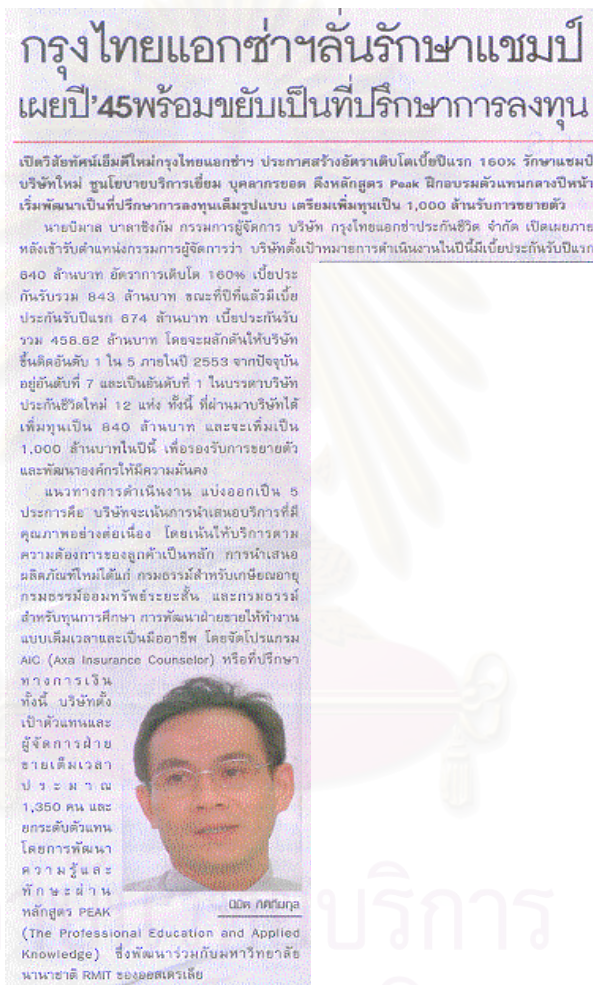 กรุงไทยแอกซ่าฯลั่นรักษาแชมป์
เผยปี'45พร้อมขยับเป็นที่ปรึกษาการลงทุน
เปิดวิสัยทัศน์เอ็มดีใหม่กรุงไทยแอกซ่าฯ ประกาศสร้างอัตราเติบโตเบี้ยปีแรก 160% รักษาแชมป์
บริษัทใหม่ ชูนโยบายบริการเยี่ยม บุคลากรยอด ดึงหลักสูตร Peak ฝึกอบรมตัวแทนกลางปีหน้า
เริ่มพัฒนาเป็นที่ปรึกษาการลงทุนเต็มรูปแบบ เตรียมเพิ่มทุนเป็น 1,000 ล้านรับการขยายตัว
นายบีมาล บาลาซิงกัม กรรมการผู้จัดการ บริษัท กรุงไทยแอกซ่าประกันชีวิต จำกัด เปิดเผยภาย
หลังเข้ารับตำแหน่งกรรมการผู้จัดการว่า บริษัทตั้งเป้าหมายการดำเนินงานในปีนี้มีเบี้ยประกันรับปีแรก
640 ล้านบาท อัตราการเติบโต 160% เบี้ยประ
กันรับรวม 843 ล้านบาท ขณะที่ปีที่แล้วมีเบี้ย
ประกันรับปีแรก 674 ล้านบาท เบี้ยประกันรับ
รวม 458.62 ล้านบาท โดยจะผลักดันให้บริษัท
ขึ้นติดอันดับ 1 ใน 5 ภายในปี 2553 จากปัจจุบัน
อยู่อันดับที่ 7 และเป็นอันดับที่ 1 ในบรรดาบริษัท
ประกันชีวิตใหม่ 12 แห่ง ทั้งนี้ ที่ผ่านมาบริษัทได้
เพิ่มทุนเป็น 840 ล้านบาท และจะเพิ่มเป็น
1,000 ล้านบาทในปีนี้ เพื่อรองรับการขยายตัว
และพัฒนาองค์กรให้มีความมั่นคง
แนวทางการดำเนินงาน แบ่งออกเป็น 5
ประการคือ บริษัทจะเน้นการนำเสนอบริการที่มี
คุณภาพอย่างต่อเนื่อง โดยเน้นให้บริการตาม
ความต้องการของลูกค้าเป็นหลัก การนำเสนอ
ผลิตภัณฑ์ใหม่ได้แก่ กรมธรรม์สำหรับเกษียณอายุ
กรมธรรม์ออมทรัพย์ระยะสั้น และกรมธรรม์
สำหรับทุนการศึกษา การพัฒนาฝ่ายขายให้ทำงาน
แบบเต็มเวลาและเป็นมืออาชีพ โดยจัดโปรแกรม
AIC (Axa Insurance Counselor) หรือที่ปรึกษา
ทางการเงิน
ทั้งนี้ บริษัทตั้ง
เป้าตัวแทนและ
ผู้จัดการฝ่าย
ขายเต็มเวลา
ประมาณ
1,350 คน และ
ยกระดับตัวแทน
โดยการพัฒนา
ความรู้และ
ทักษะผ่าน
หลักสูตร PEAK
(The Professional Education and Applied
Knowledge) ซึ่งพัฒนาร่วมกับมหาวิทยาลัย
นานาชาติ RMIT ของออสเตรเลีย